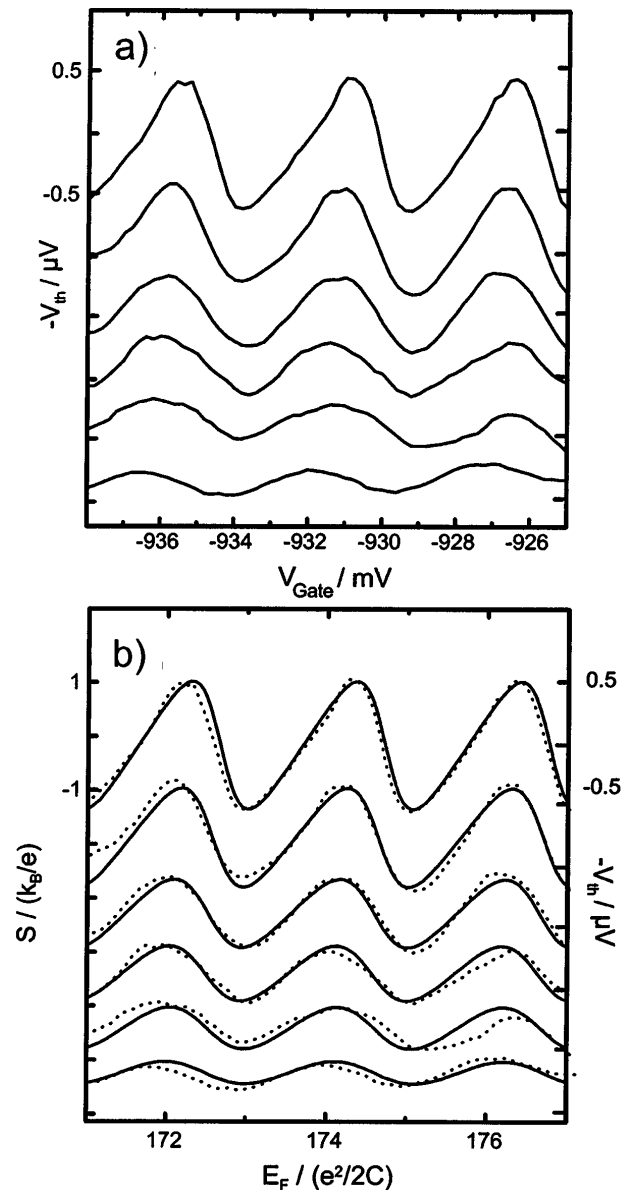 a)
0.5
-0.5
-V_th / μV
-936 -934 -932 -930 -928 -926
V_Gate / mV
b)
1
-1
S / (k_B/e)
0.5
-0.5
-V_th / μV
172 174 176
E_F / (e²/2C)